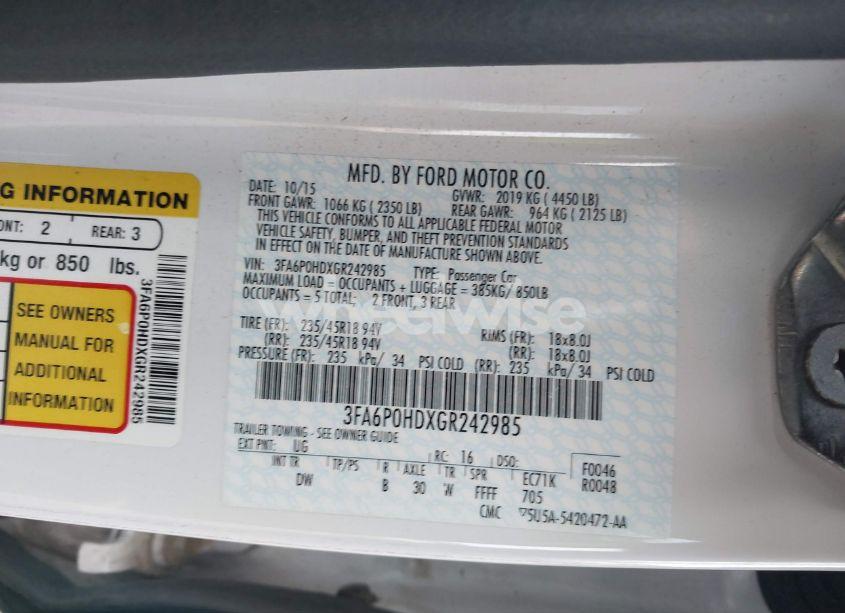 G INFORMATION
ONT: 2 REAR: 3
kg or 850 lbs.
SEE OWNERS
MANUAL FOR
ADDITIONAL
INFORMATION
3FA6P0HDXGR242985
MFD. BY FORD MOTOR CO.
DATE: 10/15 GVWR: 2019 KG ( 4450 LB)
FRONT GAWR: 1066 KG ( 2350 LB) REAR GAWR: 964 KG ( 2125 LB)
THIS VEHICLE CONFORMS TO ALL APPLICABLE FEDERAL MOTOR
VEHICLE SAFETY, BUMPER, AND THEFT PREVENTION STANDARDS
IN EFFECT ON THE DATE OF MANUFACTURE SHOWN ABOVE.
VIN: 3FA6P0HDXGR242985 TYPE: Passenger Car
MAXIMUM LOAD = OCCUPANTS + LUGGAGE = 385KG/ 850LB
OCCUPANTS = 5 TOTAL; 2 FRONT, 3 REAR
wheelwise
TIRE (FR): 235/45R18 94V RIMS (FR): 18x8.0J
(RR): 235/45R18 94V (RR): 18x8.0J
PRESSURE (FR): 235 kPa/ 34 PSI COLD (RR): 235 kPa/ 34 PSI COLD
3FA6P0HDXGR242985
TRAILER TOWING - SEE OWNER GUIDE
EXT PNT: UG RC: 16 DSO: F0046
R0048
INT TR TP/PS R AXLE TR SPR EC71K
DW B 30 W FFFF 705
CMC 5U5A-5420472-AA